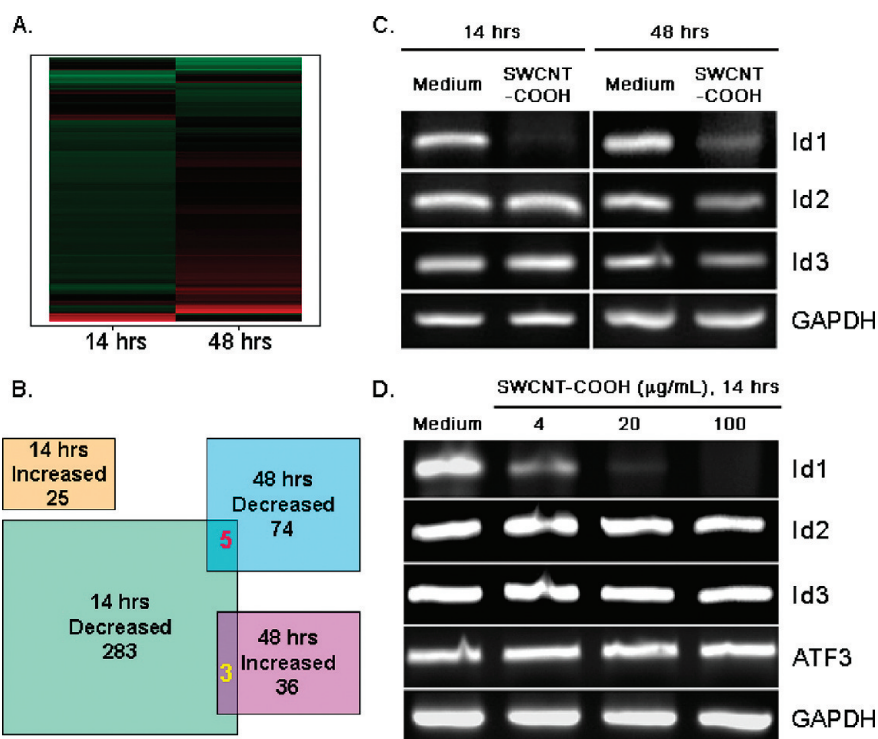 A.
14 hrs 48 hrs
B.
14 hrs
Increased
25
48 hrs
Decreased
74
5
14 hrs
Decreased
283
3
48 hrs
Increased
36
C.
14 hrs 48 hrs
Medium SWCNT
-COOH Medium SWCNT
-COOH
Id1
Id2
Id3
GAPDH
D.
SWCNT-COOH (μg/mL), 14 hrs
Medium 4 20 100
Id1
Id2
Id3
ATF3
GAPDH